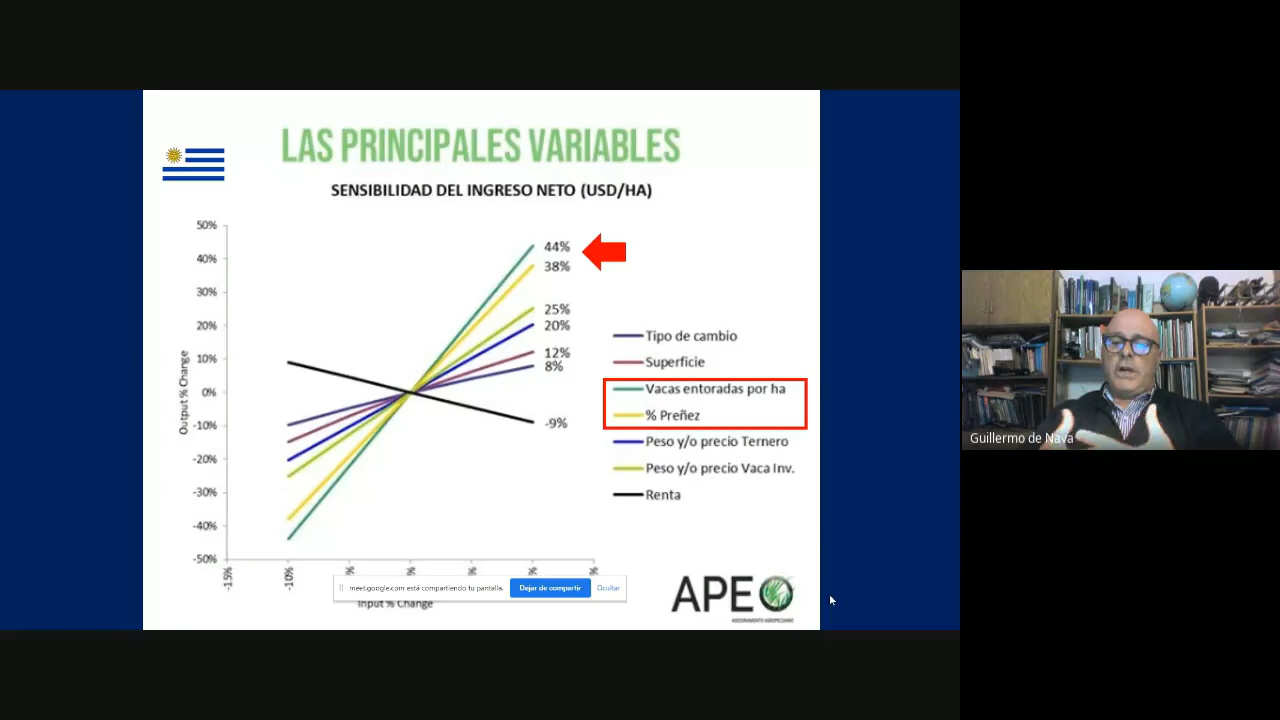 LAS PRINCIPALES VARIABLES
SENSIBILIDAD DEL INGRESO NETO (USD/HA)
Output % Change
50%
40%
30%
20%
10%
0%
-10%
-20%
-30%
-40%
-50%
44%
38%
25%
20%
12%
8%
-9%
Tipo de cambio
Superficie
Vacas entoradas por ha
% Preñez
Peso y/o precio Ternero
Peso y/o precio Vaca Inv.
Renta
-15%
-10%
Input % Change
meet.google.com está compartiendo tu pantalla.
Dejar de compartir
Ocultar
APEO
ASESORAMIENTO AGROPECUARIO
Guillermo de Nava